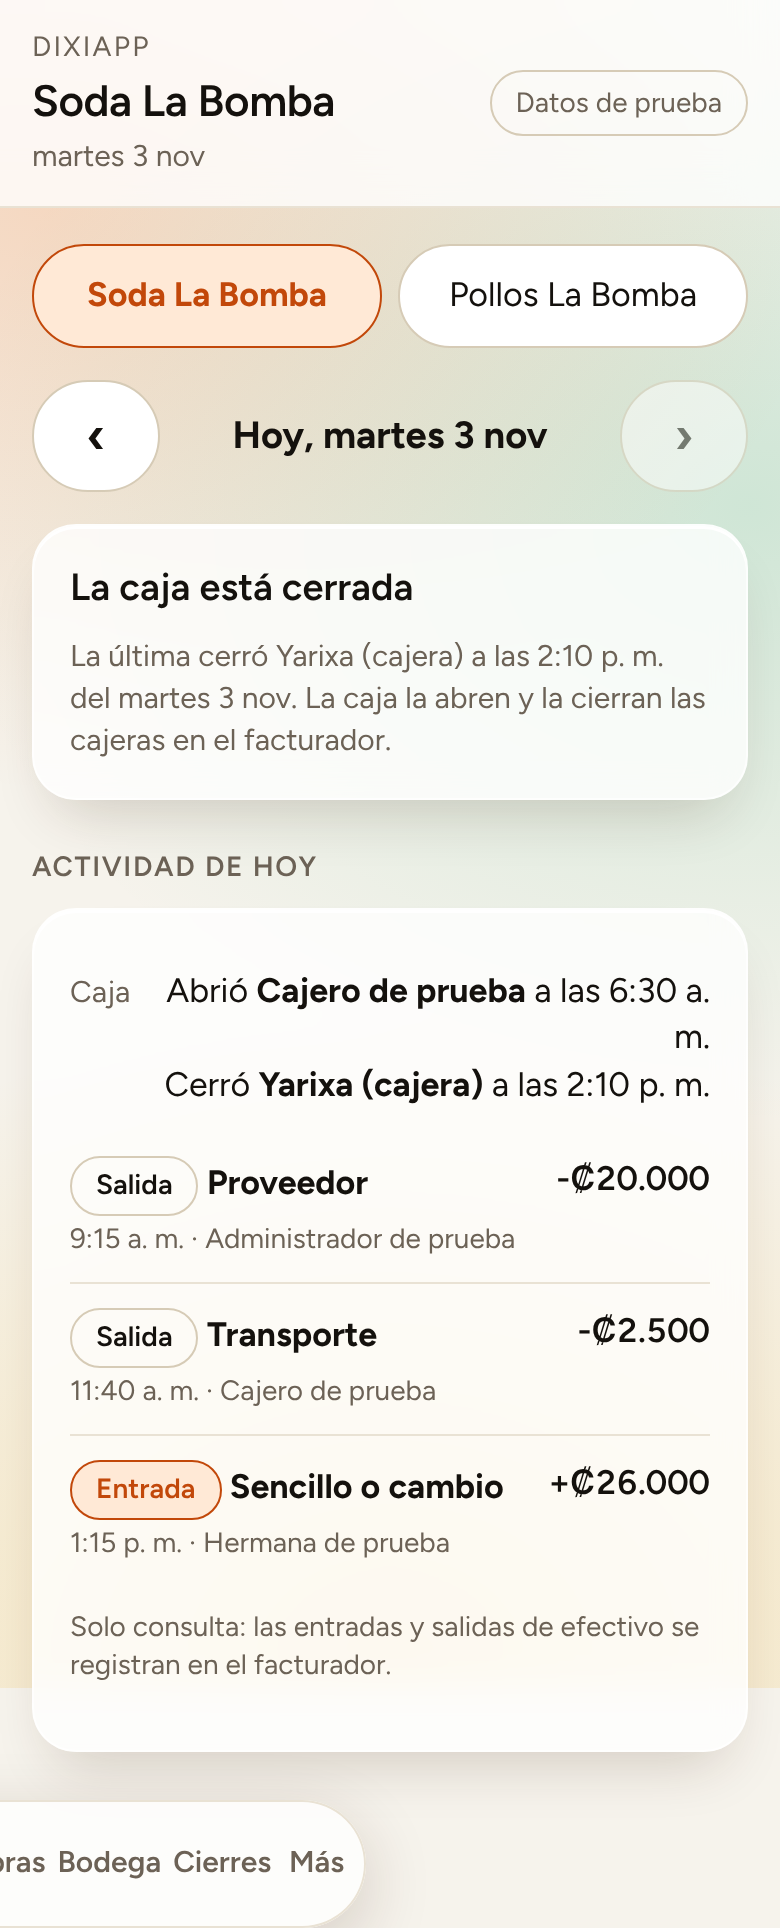 DIXIAPP
Soda La Bomba
Datos de prueba
martes 3 nov
Soda La Bomba
Pollos La Bomba
‹
Hoy, martes 3 nov
›
La caja está cerrada
La última cerró Yarixa (cajera) a las 2:10 p. m.
del martes 3 nov. La caja la abren y la cierran las
cajeras en el facturador.
ACTIVIDAD DE HOY
Caja
Abrió Cajero de prueba a las 6:30 a.
m.
Cerró Yarixa (cajera) a las 2:10 p. m.
Salida Proveedor -₡20.000
9:15 a. m. · Administrador de prueba
Salida Transporte -₡2.500
11:40 a. m. · Cajero de prueba
Entrada Sencillo o cambio +₡26.000
1:15 p. m. · Hermana de prueba
Solo consulta: las entradas y salidas de efectivo se
registran en el facturador.
Bodega Cierres Más